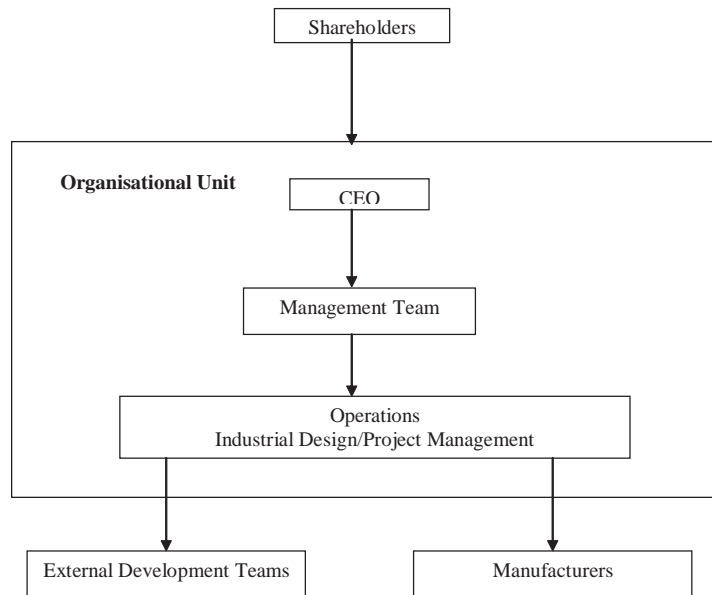 Shareholders
Organisational Unit
CEO
Management Team
Operations
Industrial Design/Project Management
External Development Teams
Manufacturers